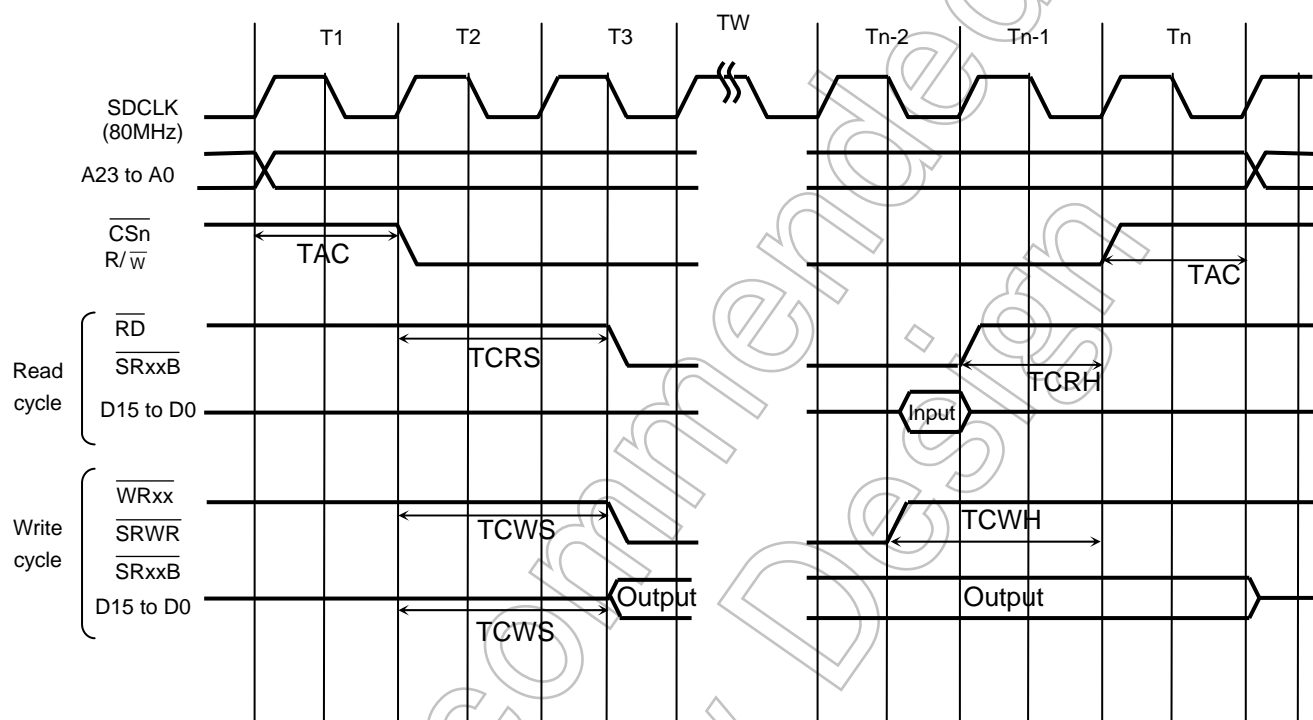 T1 T2 T3 TW Tn-2 Tn-1 Tn
SDCLK
(80MHz)
A23 to A0
CSn
R/W
TAC
TAC
Read
cycle
RD
SRxxB
TCRS
TCRH
D15 to D0
Input
Write
cycle
WRxx
SRWR
SRxxB
TCWS
TCWH
D15 to D0
Output
Output
TCWS